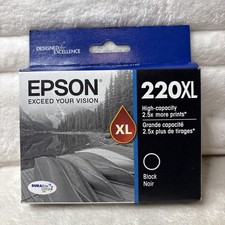 DESIGNED FOR EXCELLENCE
EPSON
EXCEED YOUR VISION
XL
220XL
High-capacity
2.5x more prints*
Grande capacité
2.5x plus de tirages*
Black
Noir
DURABrite